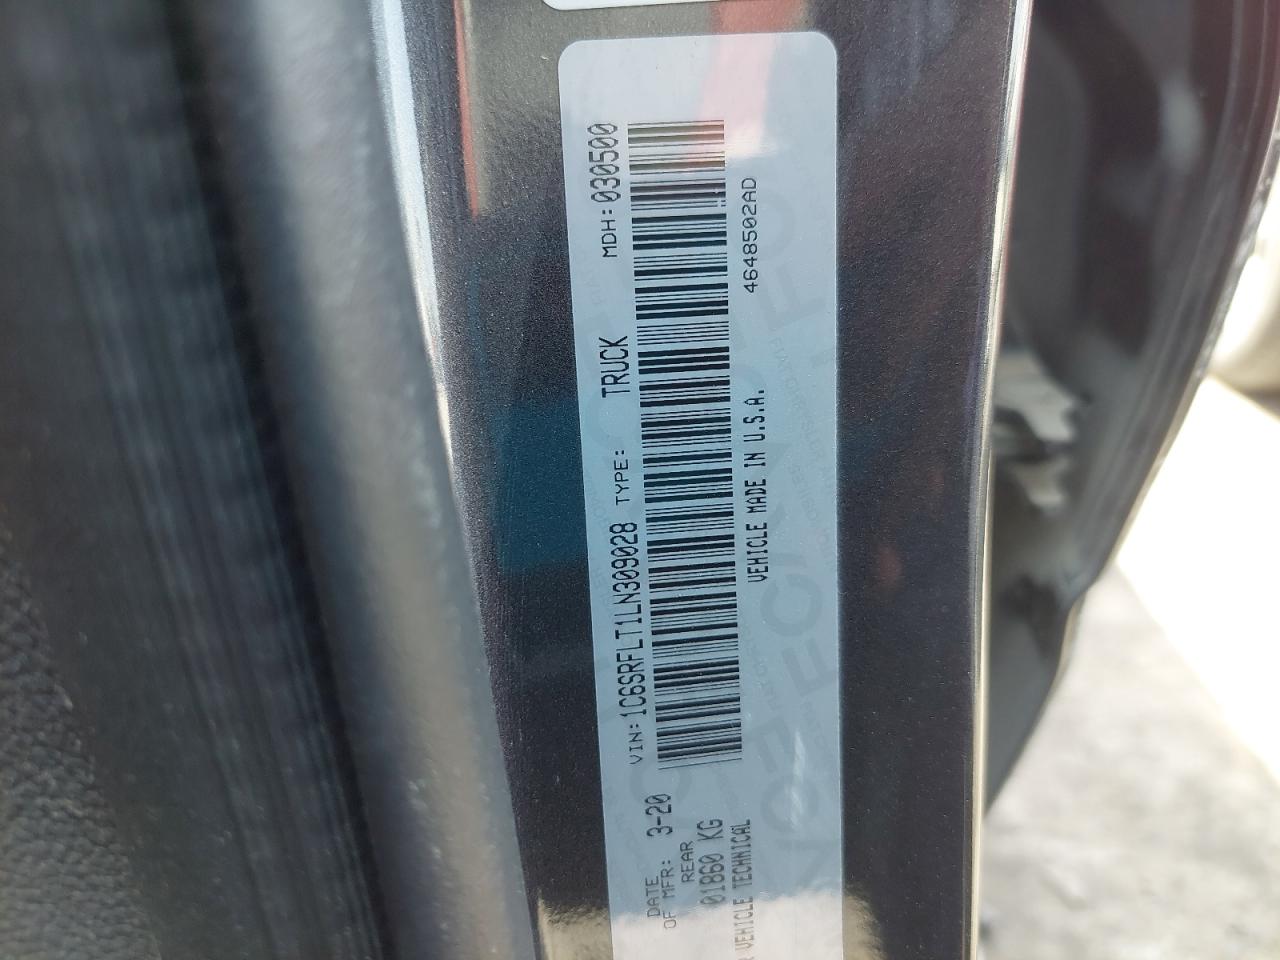 DATE OF MFR: 3-20
VIN: 1C6SRFLT1LN309028 TYPE: TRUCK MDH: 030500
REAR
01860 KG
VEHICLE TECHNICAL
VEHICLE MADE IN U.S.A.
4648502AD